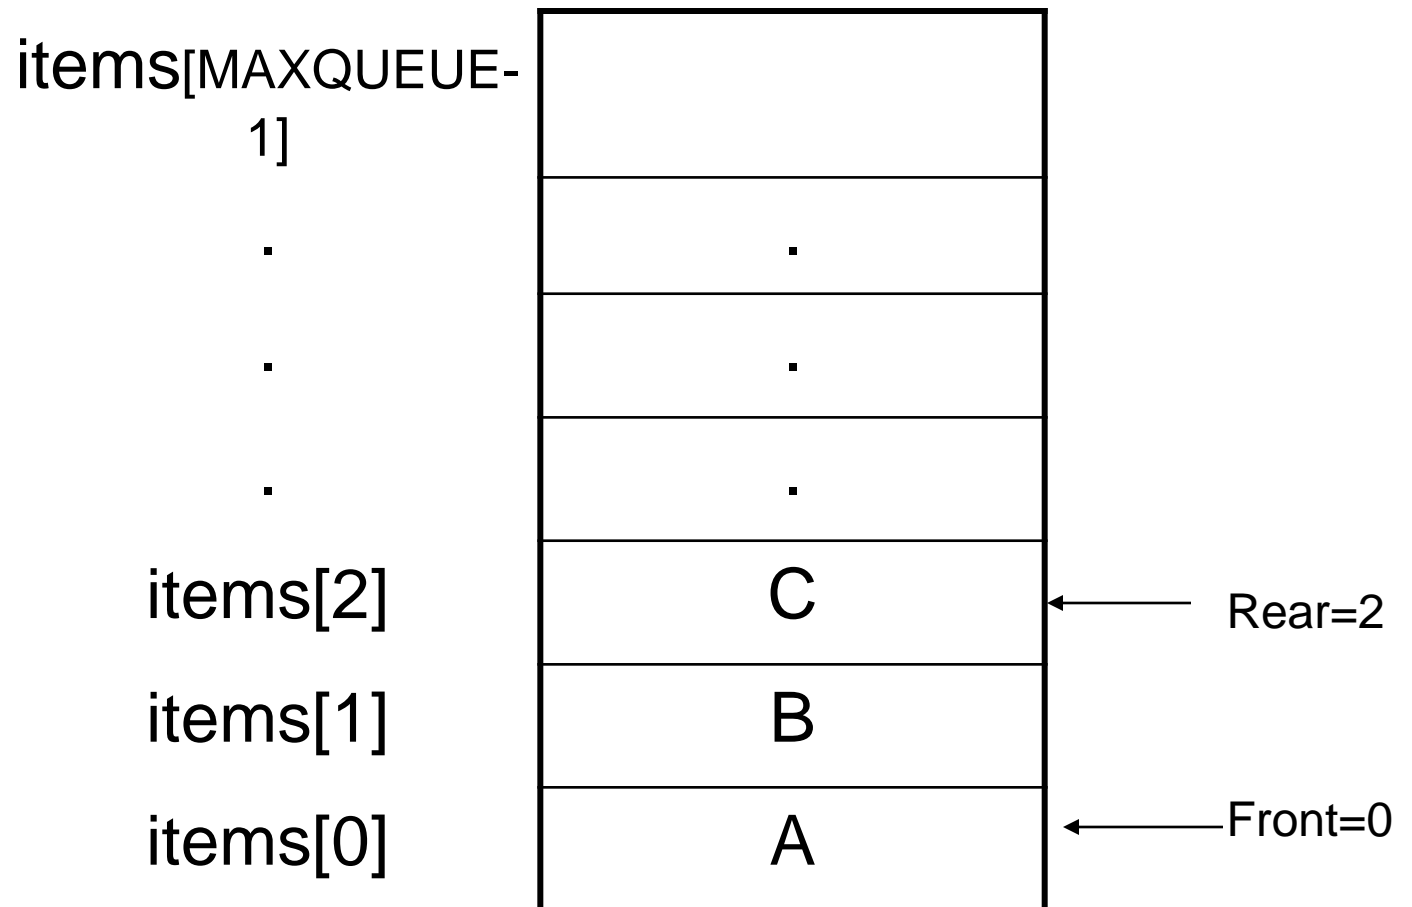 items[MAXQUEUE-
1]
. .
. .
. .
items[2] C Rear=2
items[1] B
items[0] A Front=0